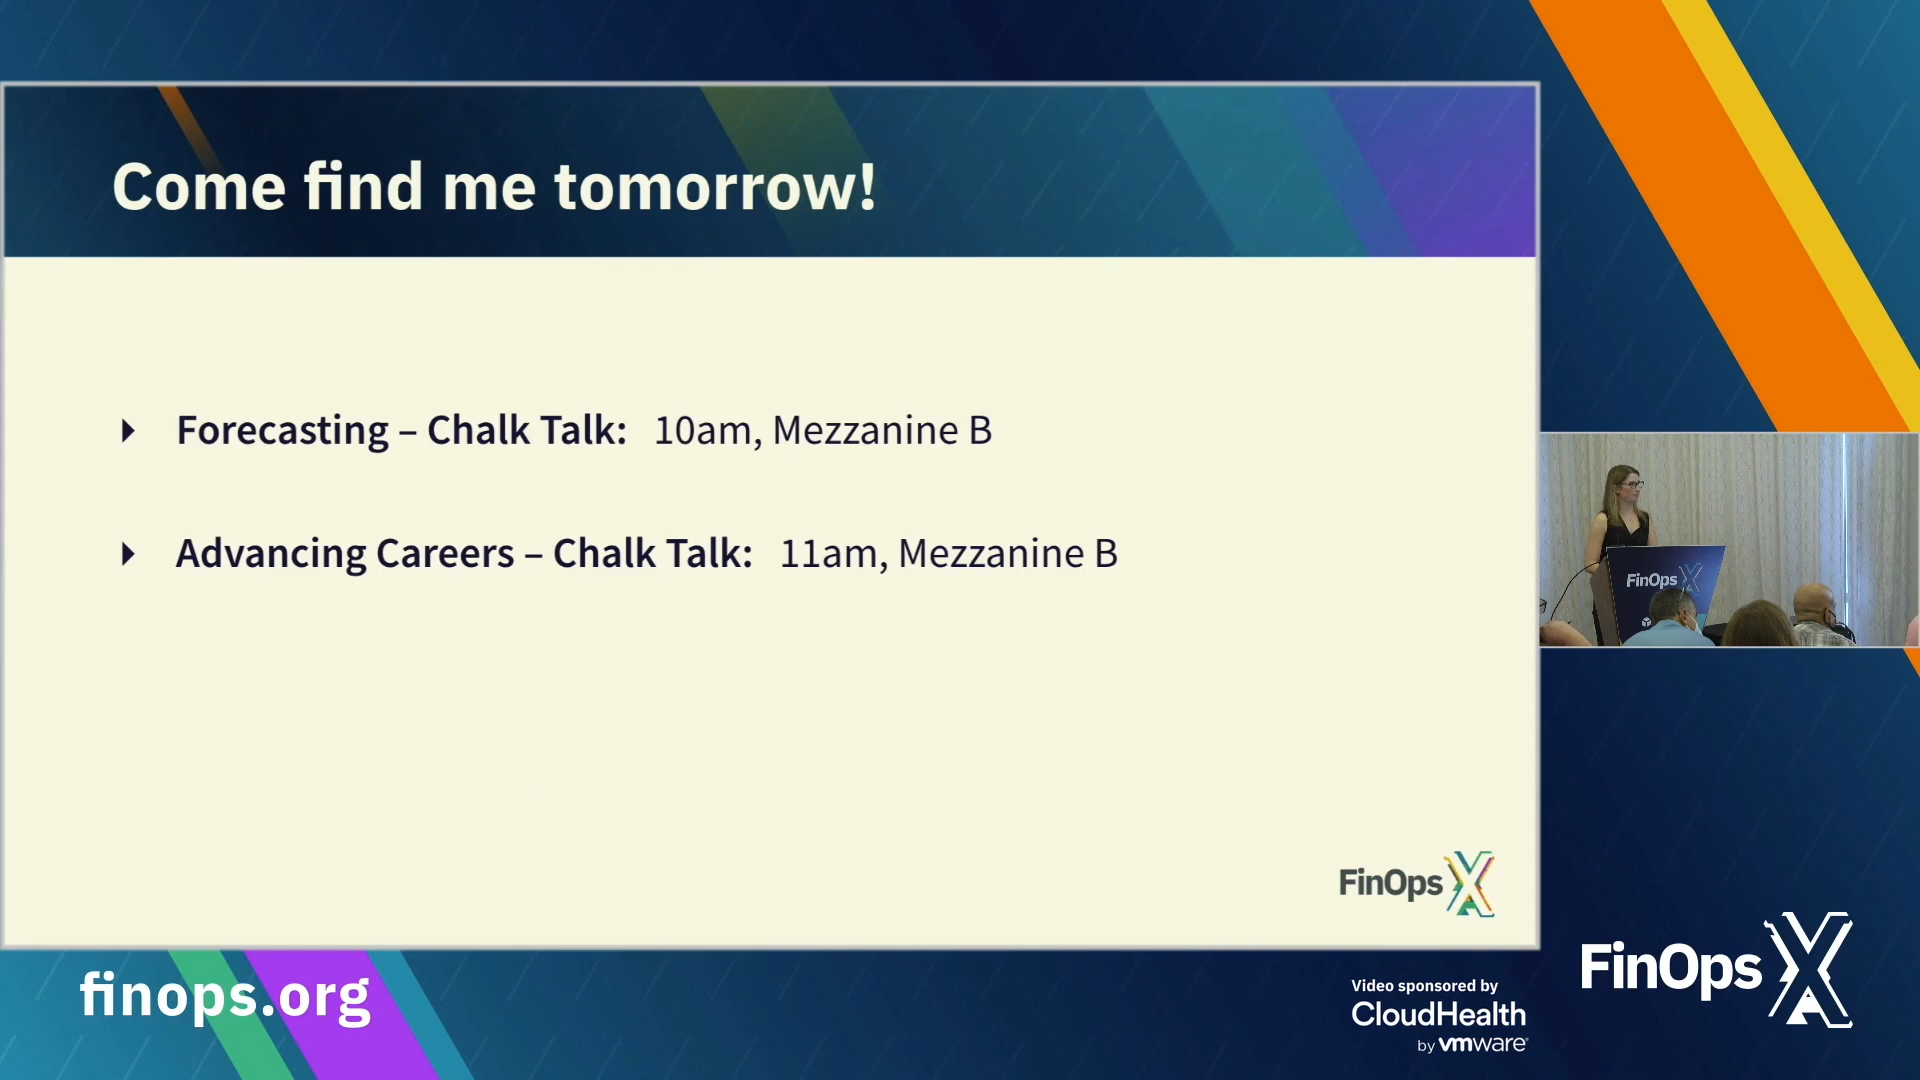 Come find me tomorrow!
Forecasting – Chalk Talk: 10am, Mezzanine B
Advancing Careers – Chalk Talk: 11am, Mezzanine B
FinOps X
FinOps X
finops.org
Video sponsored by
CloudHealth
by vmware
FinOps X